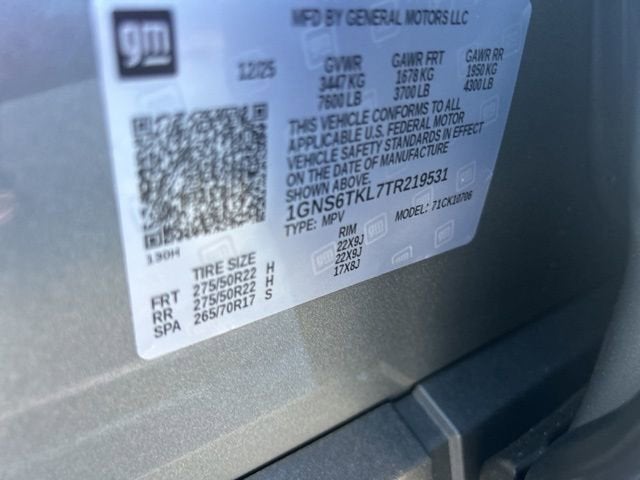 gm
MFD BY GENERAL MOTORS LLC
12/25
GVWR GAWR FRT GAWR RR
3447 KG 1678 KG 1950 KG
7600 LB 3700 LB 4300 LB
THIS VEHICLE CONFORMS TO ALL
APPLICABLE U.S. FEDERAL MOTOR
VEHICLE SAFETY STANDARDS IN EFFECT
ON THE DATE OF MANUFACTURE
SHOWN ABOVE.
1GNS6TKL7TR219531
TYPE: MPV MODEL: 71CK10706
130H
TIRE SIZE RIM
FRT 275/50R22 H 22X9J
RR 275/50R22 H 22X9J
SPA 265/70R17 S 17X8J